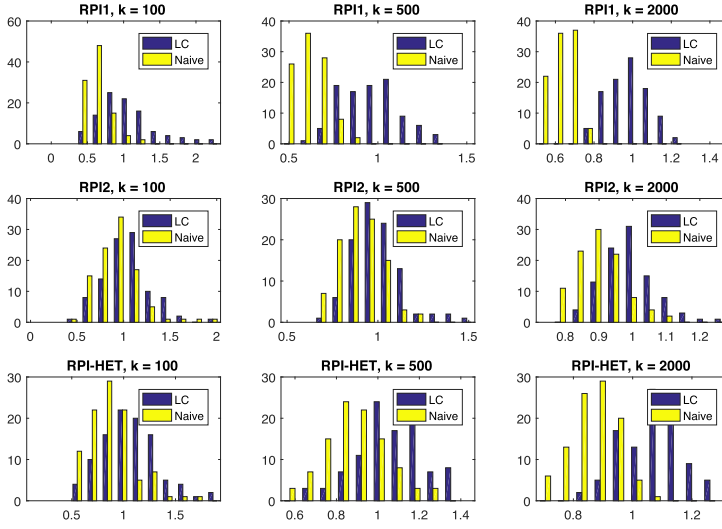 RPI1, k = 100
60
40
20
0
0
0.5
1
1.5
2
LC
Naive
RPI1, k = 500
40
30
20
10
0
0.5
1
1.5
LC
Naive
RPI1, k = 2000
40
30
20
10
0
0.6
0.8
1
1.2
1.4
LC
Naive
RPI2, k = 100
40
30
20
10
0
0
0.5
1
1.5
2
LC
Naive
RPI2, k = 500
30
20
10
0
0.5
1
1.5
LC
Naive
RPI2, k = 2000
40
30
20
10
0
0.8
0.9
1
1.1
1.2
LC
Naive
RPI-HET, k = 100
30
20
10
0
0.5
1
1.5
LC
Naive
RPI-HET, k = 500
30
20
10
0
0.6
0.8
1
1.2
1.4
LC
Naive
RPI-HET, k = 2000
30
20
10
0
0.8
1
1.2
LC
Naive